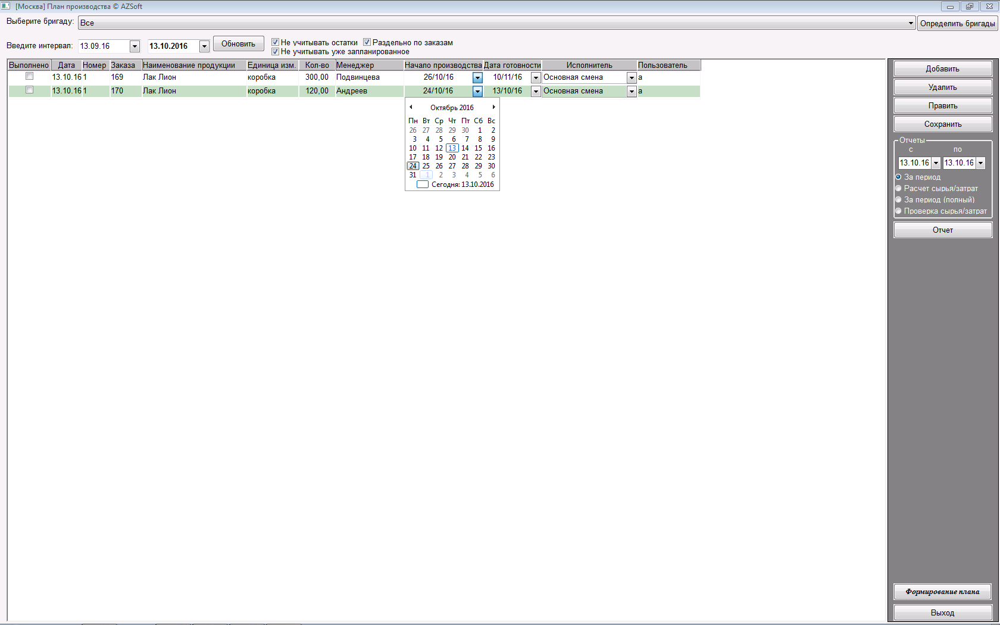 [Москва] План производства © AZSoft
Выберите бригаду: Все Определить бригады
Введите интервал: 13.09.16 13.10.2016 Обновить Не учитывать остатки Раздельно по заказам
Не учитывать уже запланированное
Выполнено Дата Номер Заказа Наименование продукции Единица изм. Кол-во Менеджер Начало производства Дата готовности Исполнитель Пользователь
13.10.16 1 169 Лак Лион коробка 300,00 Подвинцева 26/10/16 10/11/16 Основная смена а
13.10.16 1 170 Лак Лион коробка 120,00 Андреев 24/10/16 13/10/16 Основная смена а
Октябрь 2016
Пн Вт Ср Чт Пт Сб Вс
26 27 28 29 30 1 2
3 4 5 6 7 8 9
10 11 12 13 14 15 16
17 18 19 20 21 22 23
24 25 26 27 28 29 30
31 1 2 3 4 5 6
Сегодня: 13.10.2016
Добавить
Удалить
Править
Сохранить
Отчеты
с по
13.10.16 13.10.16
За период
Расчет сырья/затрат
За период (полный)
Проверка сырья/затрат
Отчет
Формирование плана
Выход